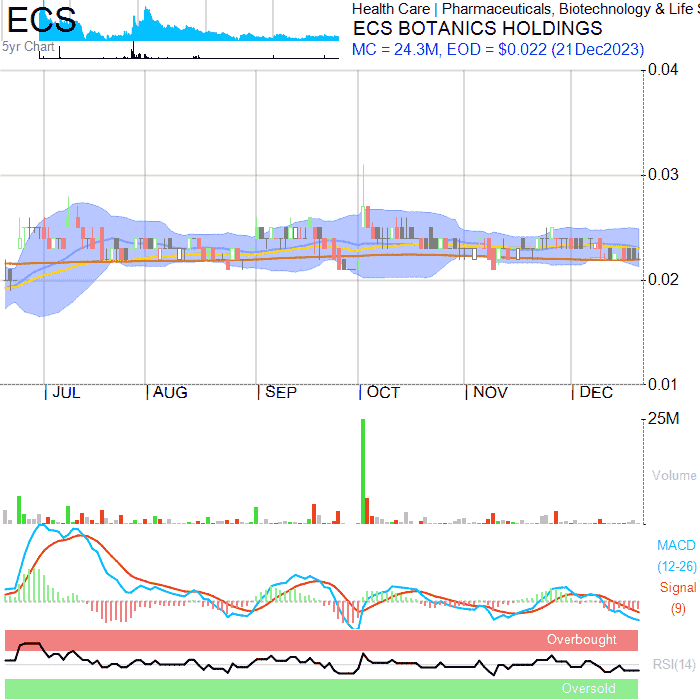 ECS
5yr Chart
Health Care | Pharmaceuticals, Biotechnology & Life S
ECS BOTANICS HOLDINGS
MC = 24.3M, EOD = $0.022 (21Dec2023)
0.04
0.03
0.02
0.01
| JUL | AUG | SEP | OCT | NOV | DEC
25M
Volume
MACD
(12-26)
Signal
(9)
Overbought
RSI(14)
Oversold